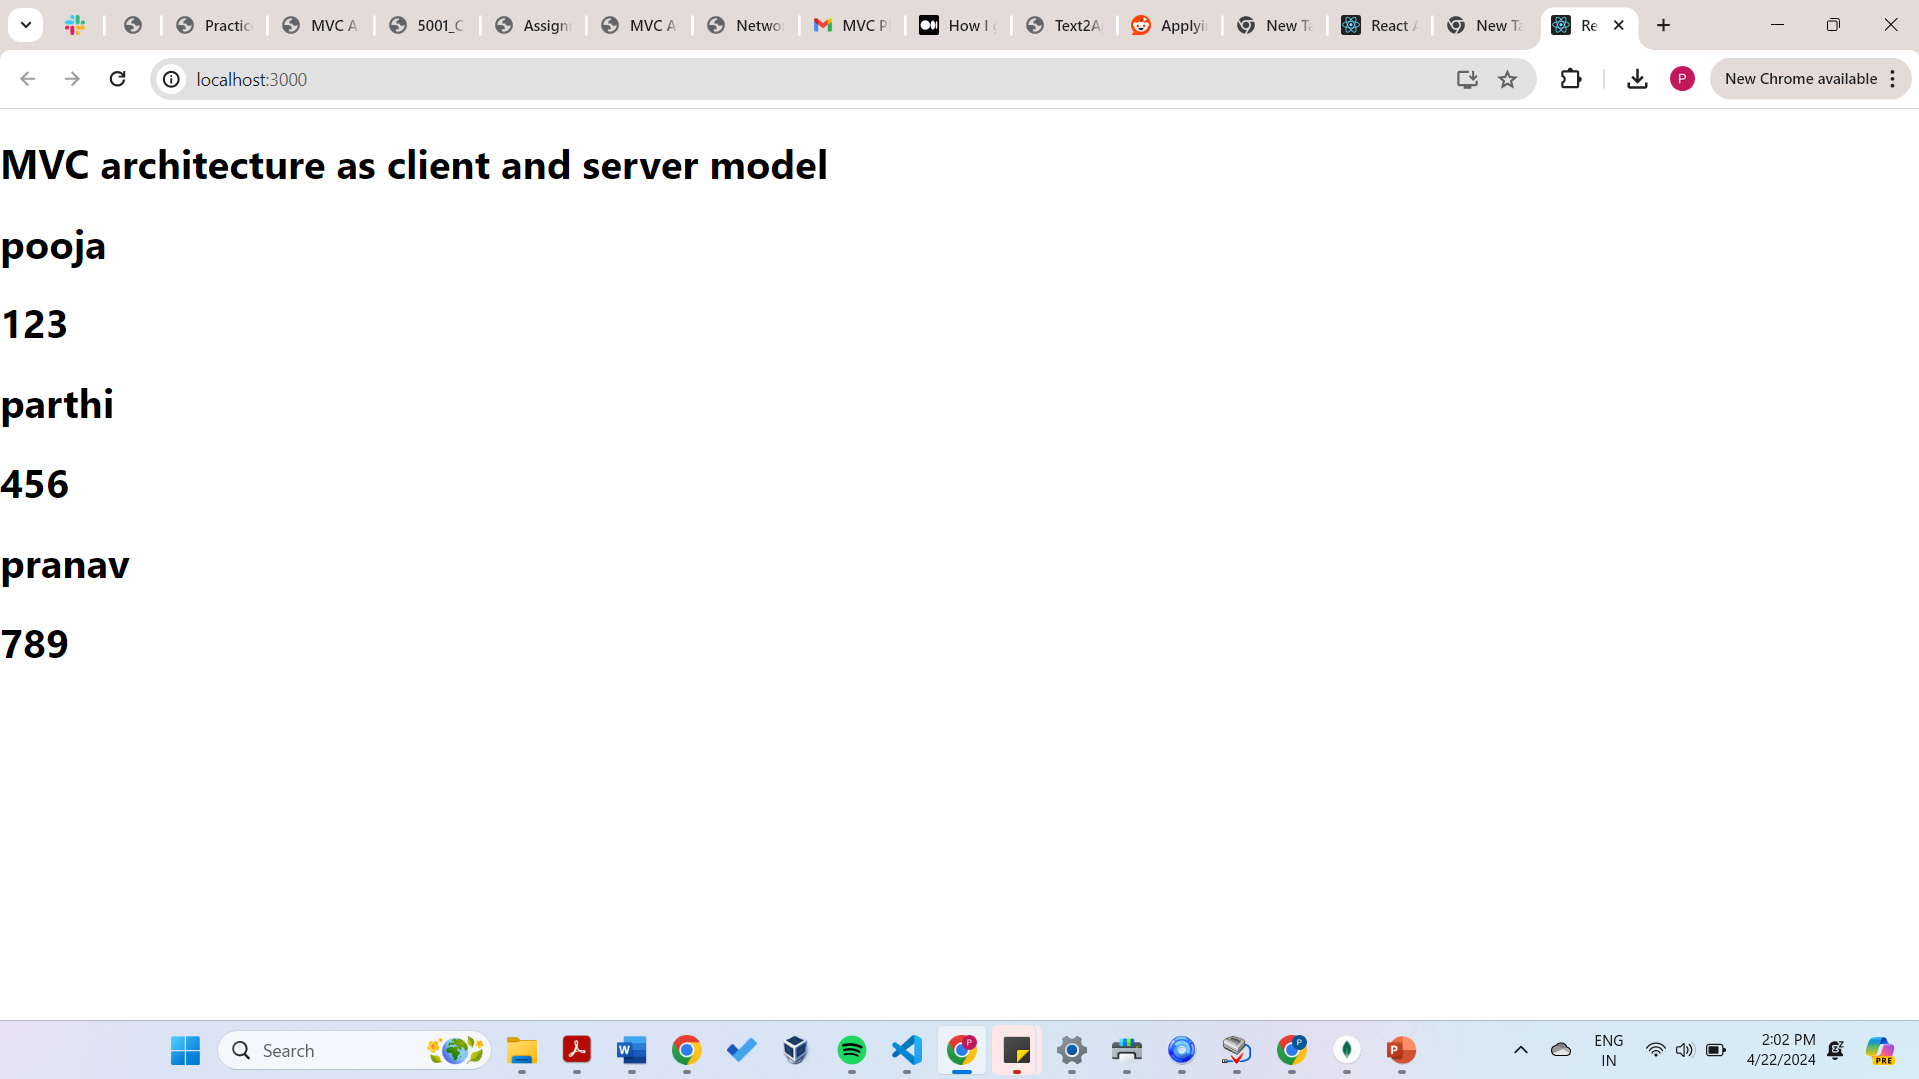 Practic
MVC A
5001_C
Assign
MVC A
Netwo
MVC P
How I g
Text2A
Applyi
New Ta
React A
New Ta
Re
localhost:3000
P
New Chrome available
MVC architecture as client and server model
pooja
123
parthi
456
pranav
789
Search
ENG
IN
2:02 PM
4/22/2024
PRE